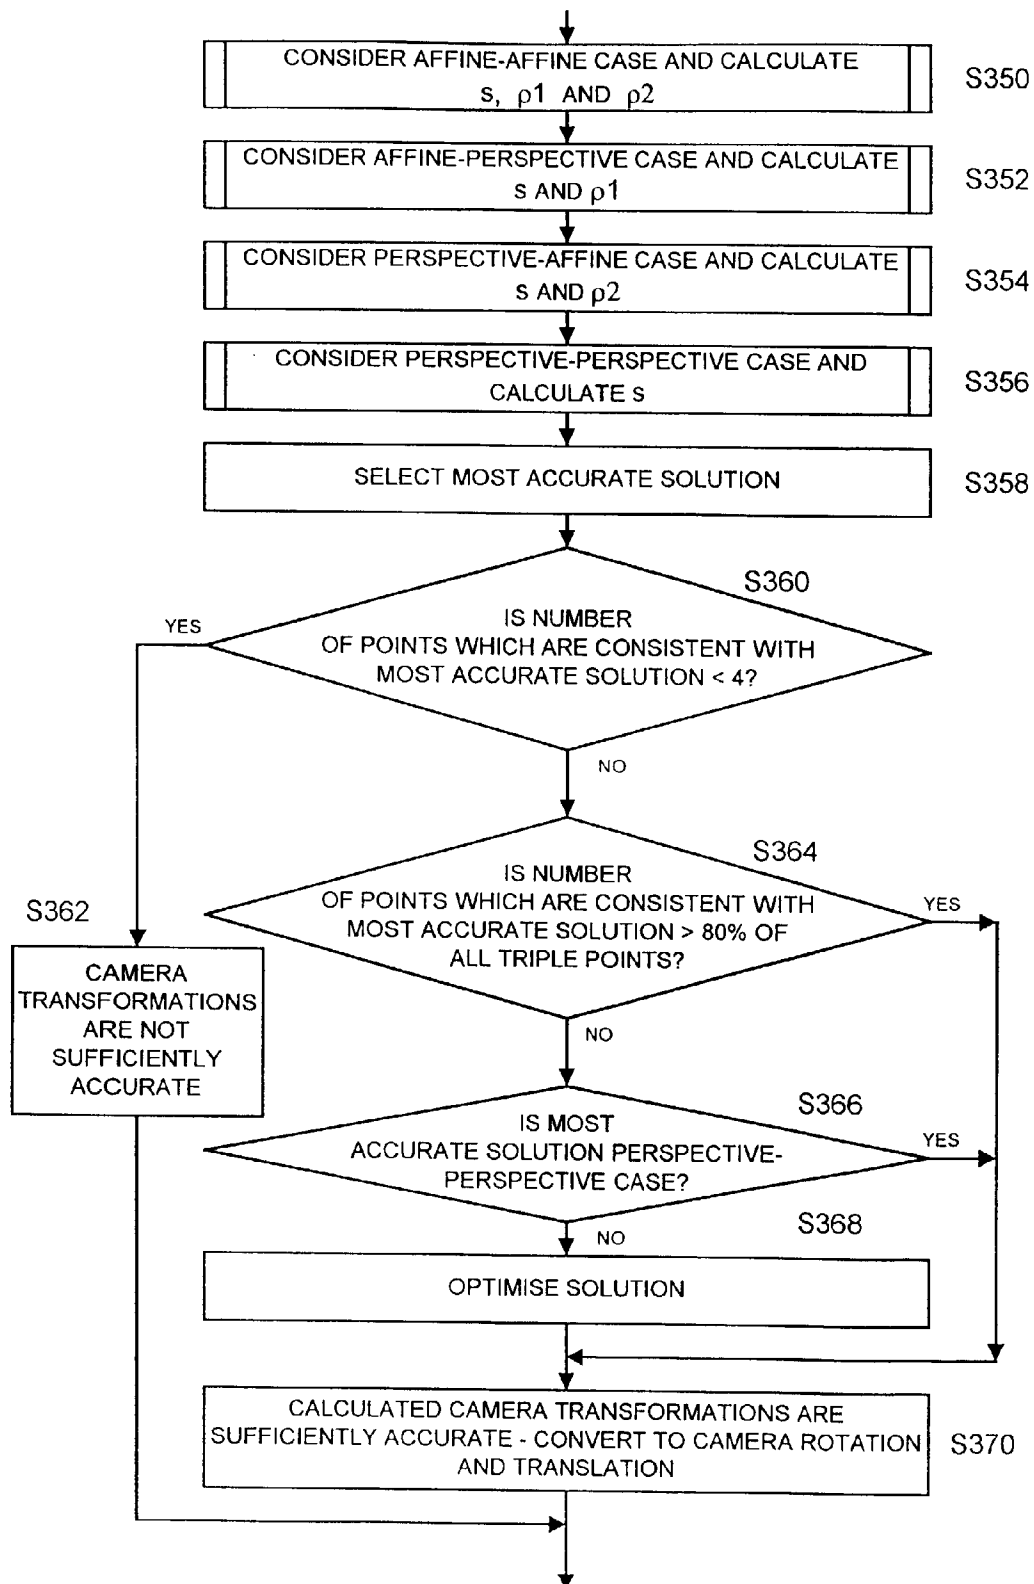 CONSIDER AFFINE-AFFINE CASE AND CALCULATE
s, ρ1 AND ρ2
S350
CONSIDER AFFINE-PERSPECTIVE CASE AND CALCULATE
s AND ρ1
S352
CONSIDER PERSPECTIVE-AFFINE CASE AND CALCULATE
s AND ρ2
S354
CONSIDER PERSPECTIVE-PERSPECTIVE CASE AND
CALCULATE s
S356
SELECT MOST ACCURATE SOLUTION
S358
S360
IS NUMBER
OF POINTS WHICH ARE CONSISTENT WITH
MOST ACCURATE SOLUTION < 4?
YES
NO
S364
IS NUMBER
OF POINTS WHICH ARE CONSISTENT WITH
MOST ACCURATE SOLUTION > 80% OF
ALL TRIPLE POINTS?
YES
NO
S362
CAMERA
TRANSFORMATIONS
ARE NOT
SUFFICIENTLY
ACCURATE
S366
IS MOST
ACCURATE SOLUTION PERSPECTIVE-
PERSPECTIVE CASE?
YES
NO
S368
OPTIMISE SOLUTION
CALCULATED CAMERA TRANSFORMATIONS ARE
SUFFICIENTLY ACCURATE - CONVERT TO CAMERA ROTATION
AND TRANSLATION
S370